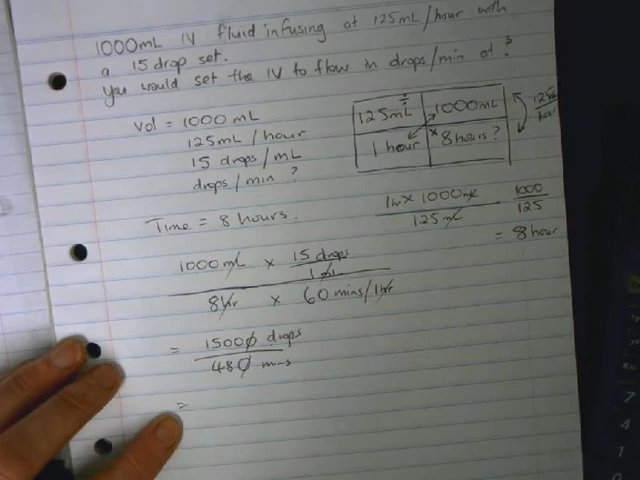 1000mL IV fluid infusing at 125mL/hour with
a 15 drop set.
You would set the IV to flow in drops/min at?
Vol = 1000 mL
125mL / hour
15 drops/mL
drops/min ?
125mL ÷ 1000mL
1 hour × 8 hours?
Time = 8 hours.
1hr × 1000mL
125mL
1000
125
= 8 hour
1000mL × 15 drops
1mL
8hr × 60 mins/1hr
= 15000 drops
480 mins
=